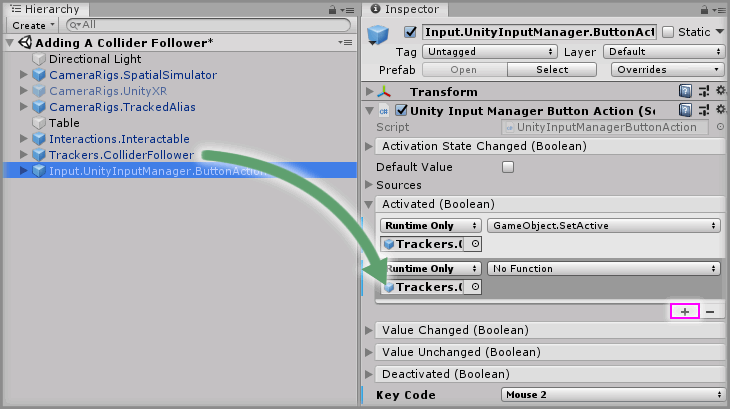 Hierarchy
Create
All
Adding A Collider Follower*
Directional Light
CameraRigs.SpatialSimulator
CameraRigs.UnityXR
CameraRigs.TrackedAlias
Table
Interactions.Interactable
Trackers.ColliderFollower
Input.UnityInputManager.ButtonAction
Inspector
Input.UnityInputManager.ButtonAct
Static
Tag
Untagged
Layer
Default
Prefab
Open
Select
Overrides
Transform
Unity Input Manager Button Action (S
Script
UnityInputManagerButtonAction
Activation State Changed (Boolean)
Default Value
Sources
Activated (Boolean)
Runtime Only
GameObject.SetActive
Trackers.
Runtime Only
No Function
Trackers.
+ −
Value Changed (Boolean)
Value Unchanged (Boolean)
Deactivated (Boolean)
Key Code
Mouse 2